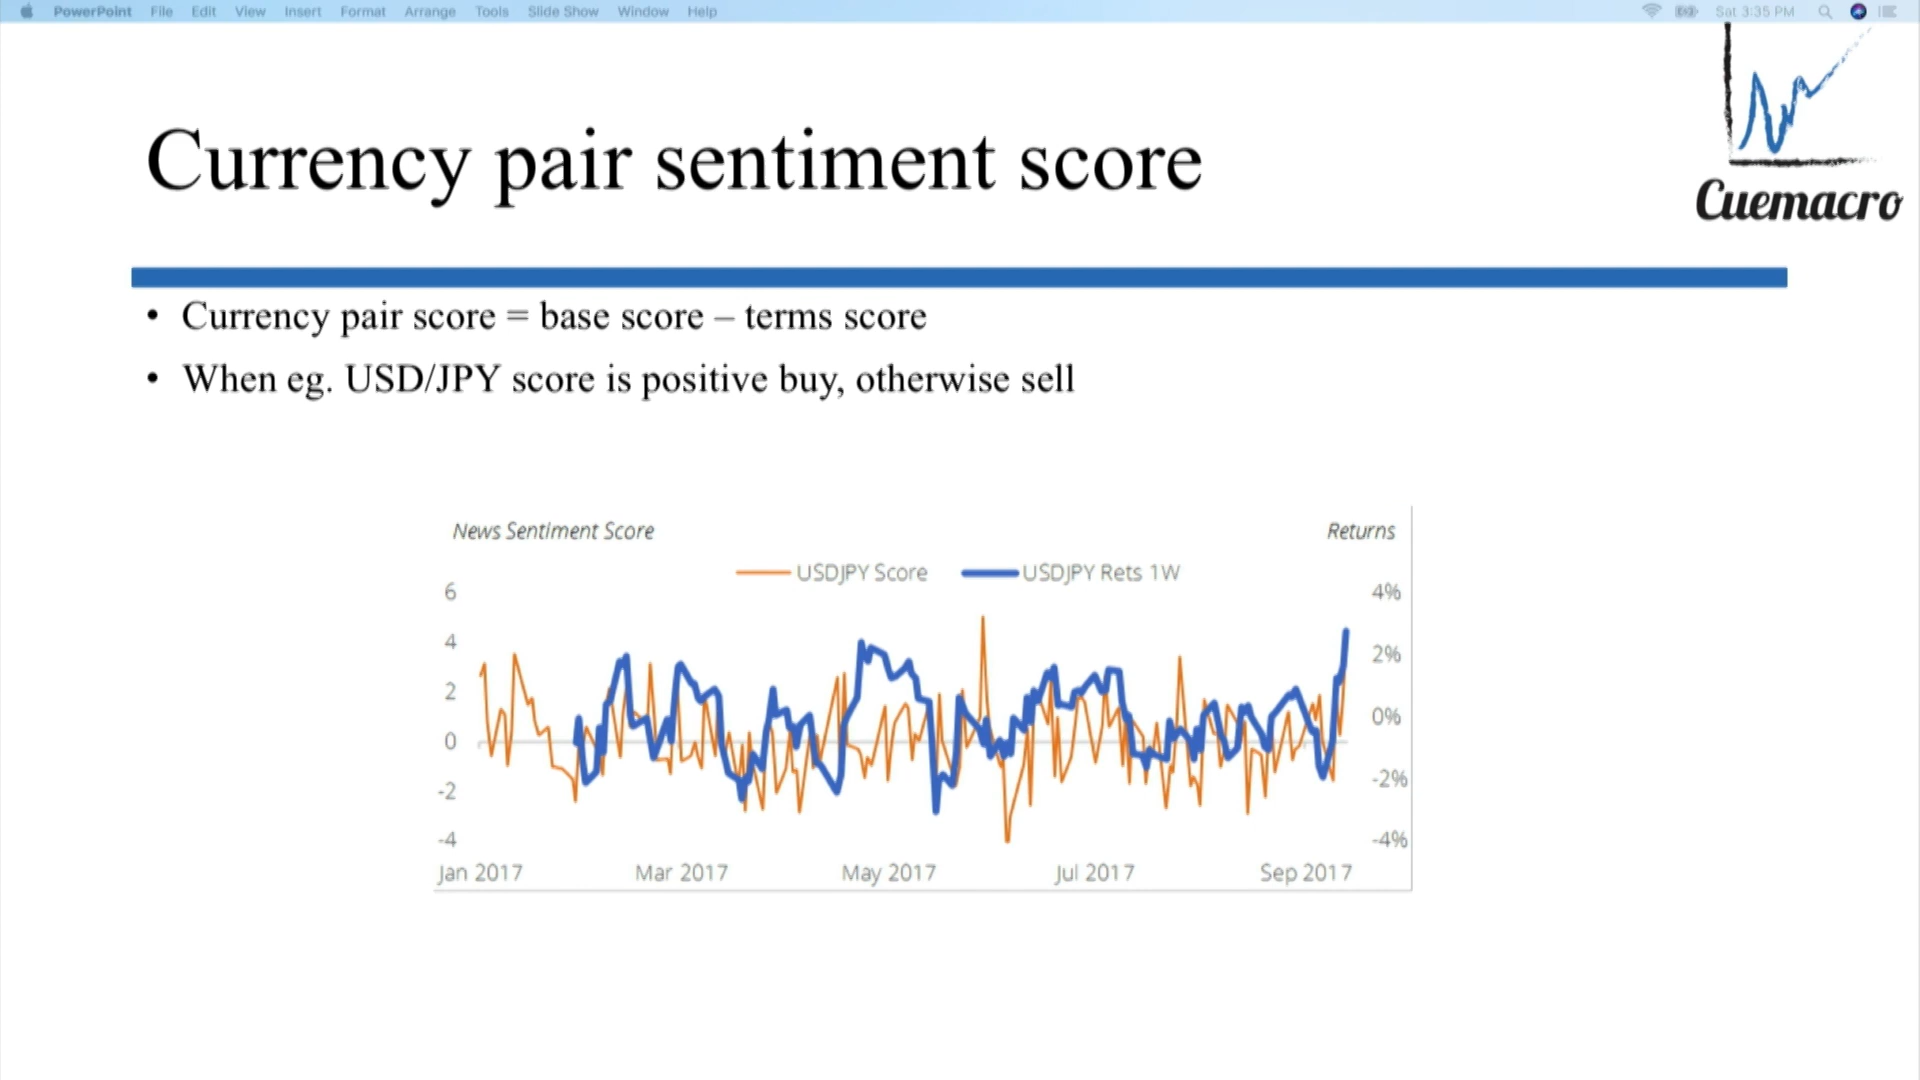 PowerPoint File Edit View Insert Format Arrange Tools Slide Show Window Help Sat 3:35 PM
Currency pair sentiment score
Cuemacro
• Currency pair score = base score – terms score
• When eg. USD/JPY score is positive buy, otherwise sell
News Sentiment Score Returns
USDJPY Score USDJPY Rets 1W
6 4%
4 2%
2 0%
0 -2%
-2 -4%
-4
Jan 2017 Mar 2017 May 2017 Jul 2017 Sep 2017